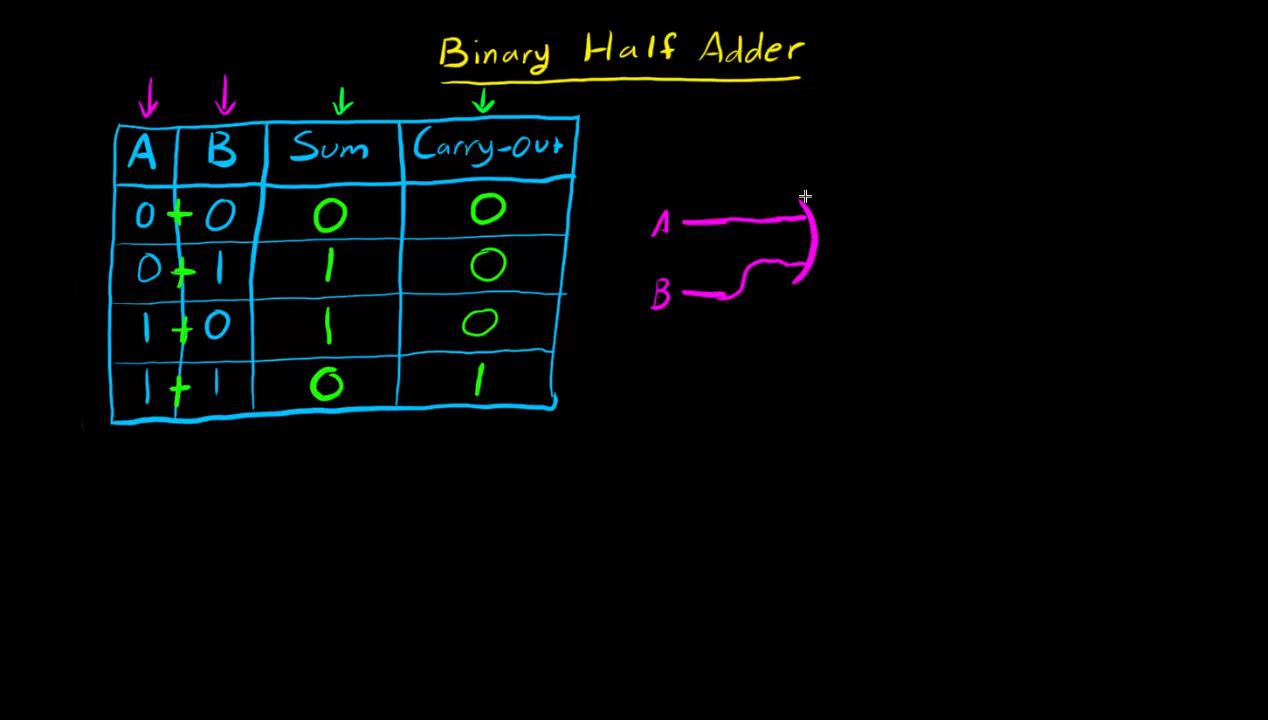 Binary Half Adder
A B Sum Carry-out
0 + 0 0 0
0 + 1 1 0
1 + 0 1 0
1 + 1 0 1
A
B